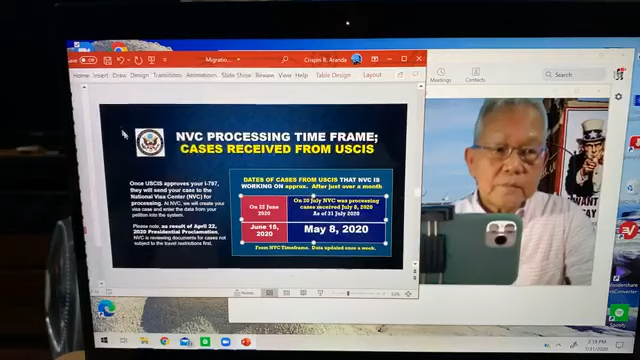 Off
Migratio...
Crispin R. Aranda
Home Insert Draw Design Transitions Animations Slide Show Review View Help Table Design Layout
Meetings
Contacts
Search
NVC PROCESSING TIME FRAME;
CASES RECEIVED FROM USCIS
Once USCIS approves your I-797,
they will send your case to the
National Visa Center (NVC) for
processing. At NVC, we will create your
visa case and enter the data from your
petition into the system.
Please note, as result of April 22,
2020 Presidential Proclamation,
NVC is reviewing documents for cases not
subject to the travel restrictions first.
DATES OF CASES FROM USCIS THAT NVC IS
WORKING ON approx. After just over a month
On 22 June
2020
On 20 July NVC was processing
cases received July 8, 2020
As of 31 July 2020
June 15,
2020
May 8, 2020
From NVC Timeframe. Data updated once a week.
WANT
Spotify
2:19 PM
7/31/2020